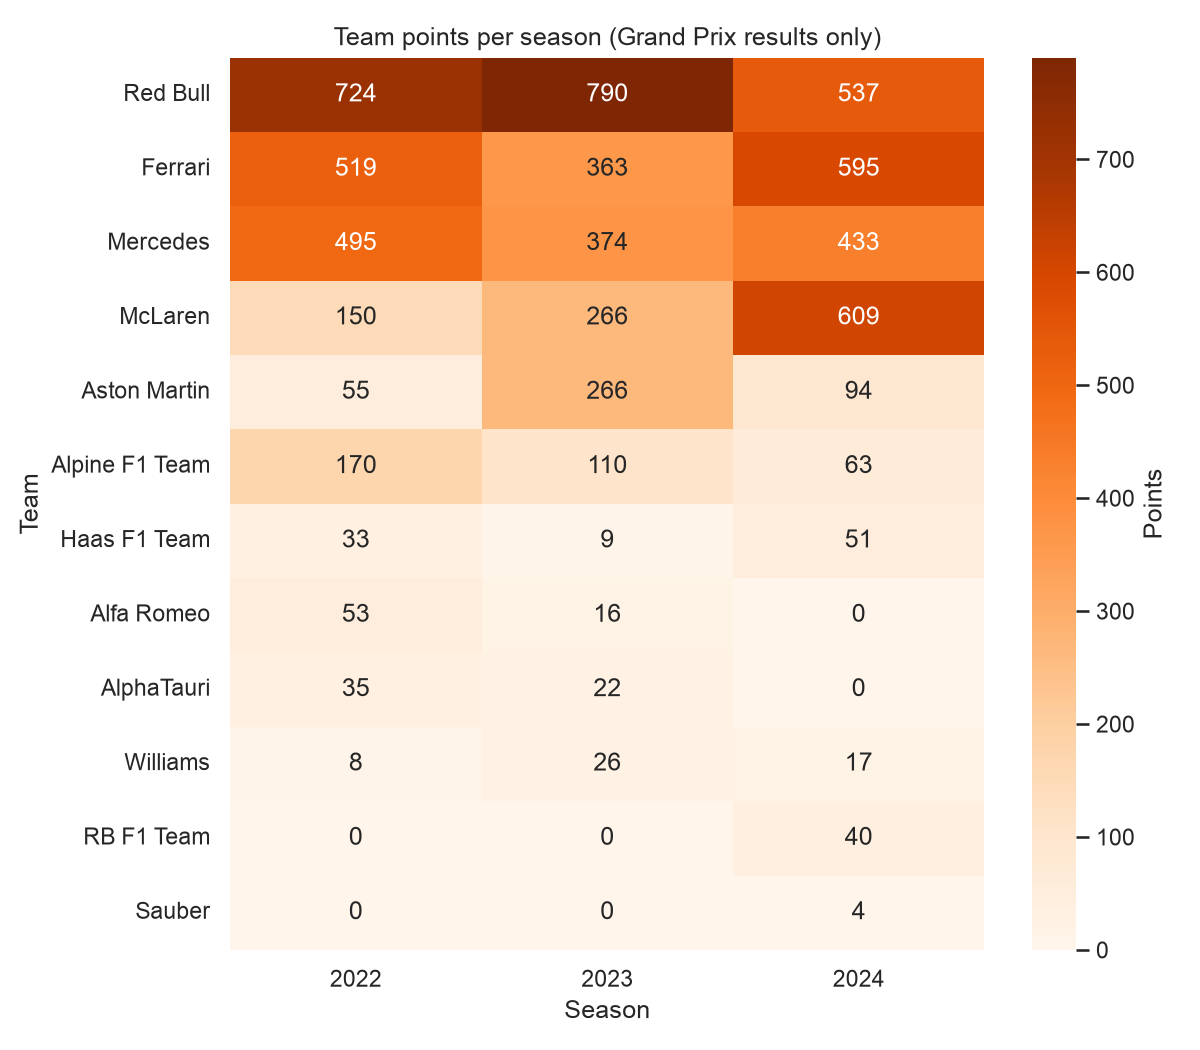 Team points per season (Grand Prix results only)
Red Bull 724 790 537
Ferrari 519 363 595
Mercedes 495 374 433
McLaren 150 266 609
Aston Martin 55 266 94
Alpine F1 Team 170 110 63
Haas F1 Team 33 9 51
Alfa Romeo 53 16 0
AlphaTauri 35 22 0
Williams 8 26 17
RB F1 Team 0 0 40
Sauber 0 0 4
2022 2023 2024
Season
Team
700
600
500
400
300
200
100
0
Points